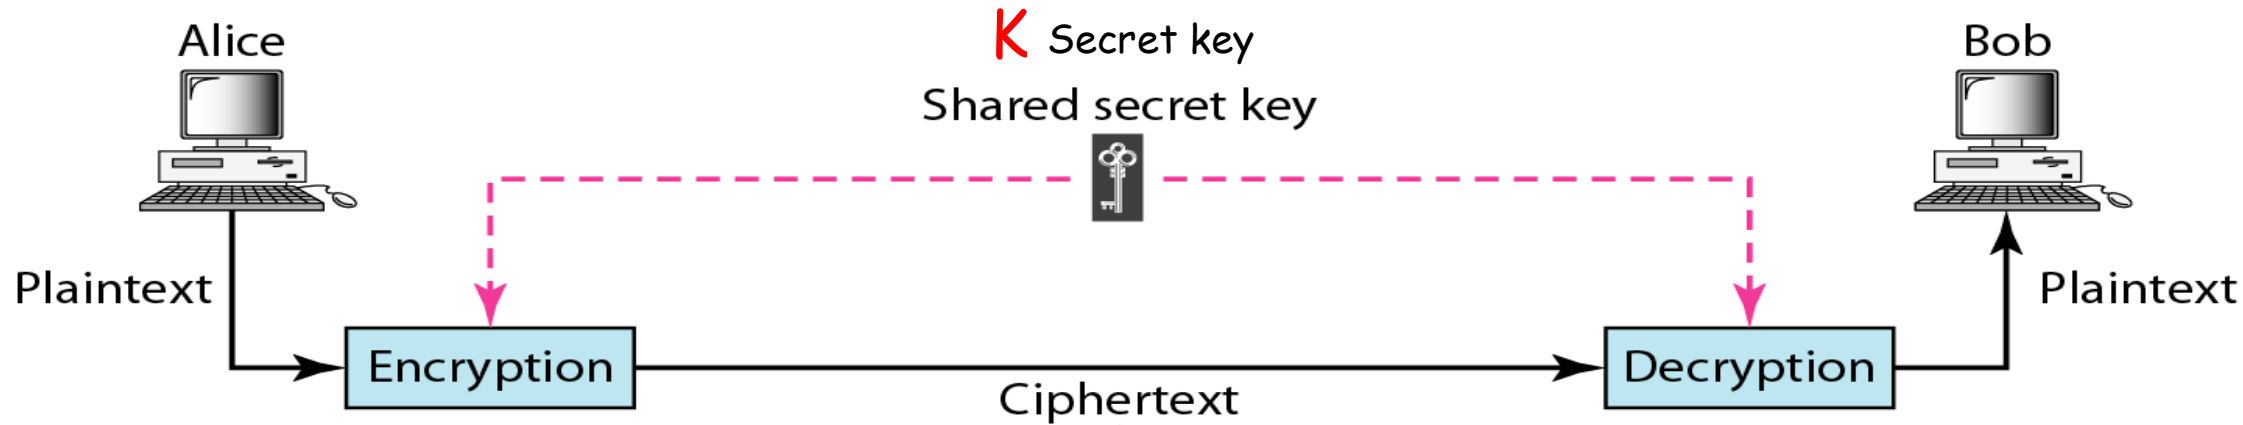 Alice
K Secret key
Bob
Shared secret key
Plaintext
Plaintext
Encryption
Decryption
Ciphertext